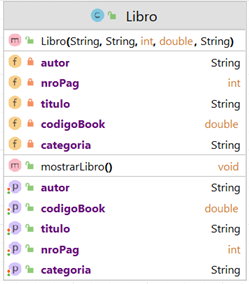 C Libro
m Libro(String, String, int, double, String)
f autor String
f nroPag int
f titulo String
f codigoBook double
f categoria String
m mostrarLibro() void
p autor String
p codigoBook double
p titulo String
p nroPag int
p categoria String